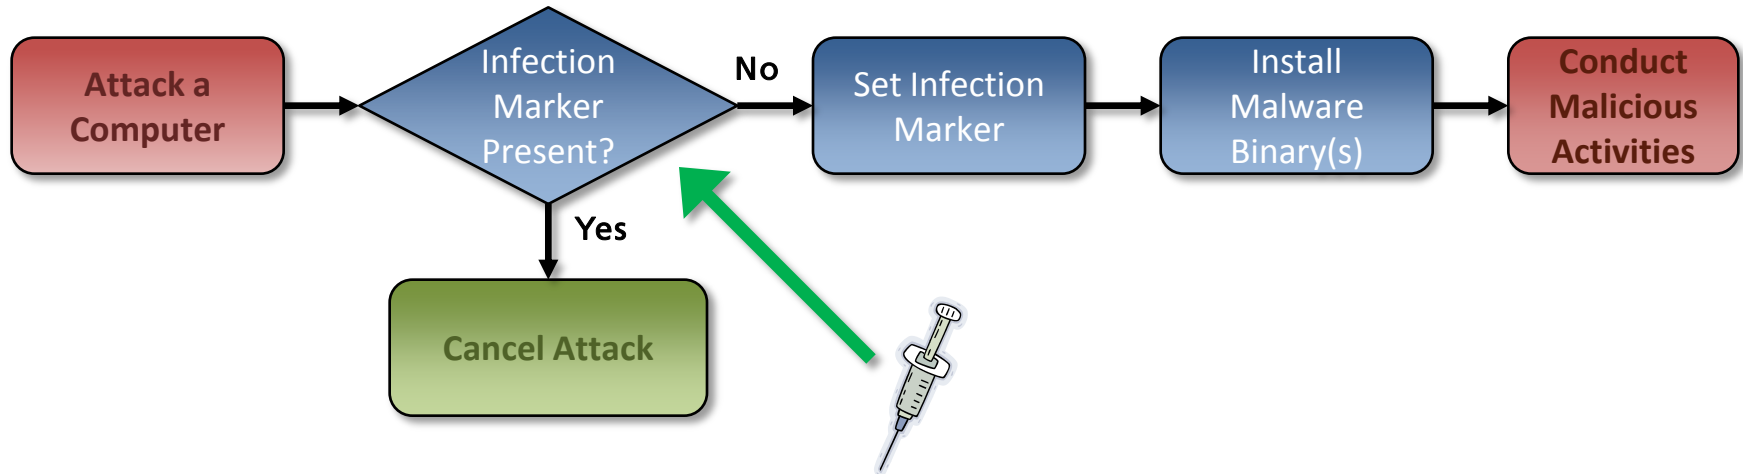 Attack a
Computer
Infection
Marker
Present?
No
Set Infection
Marker
Install
Malware
Binary(s)
Conduct
Malicious
Activities
Yes
Cancel Attack